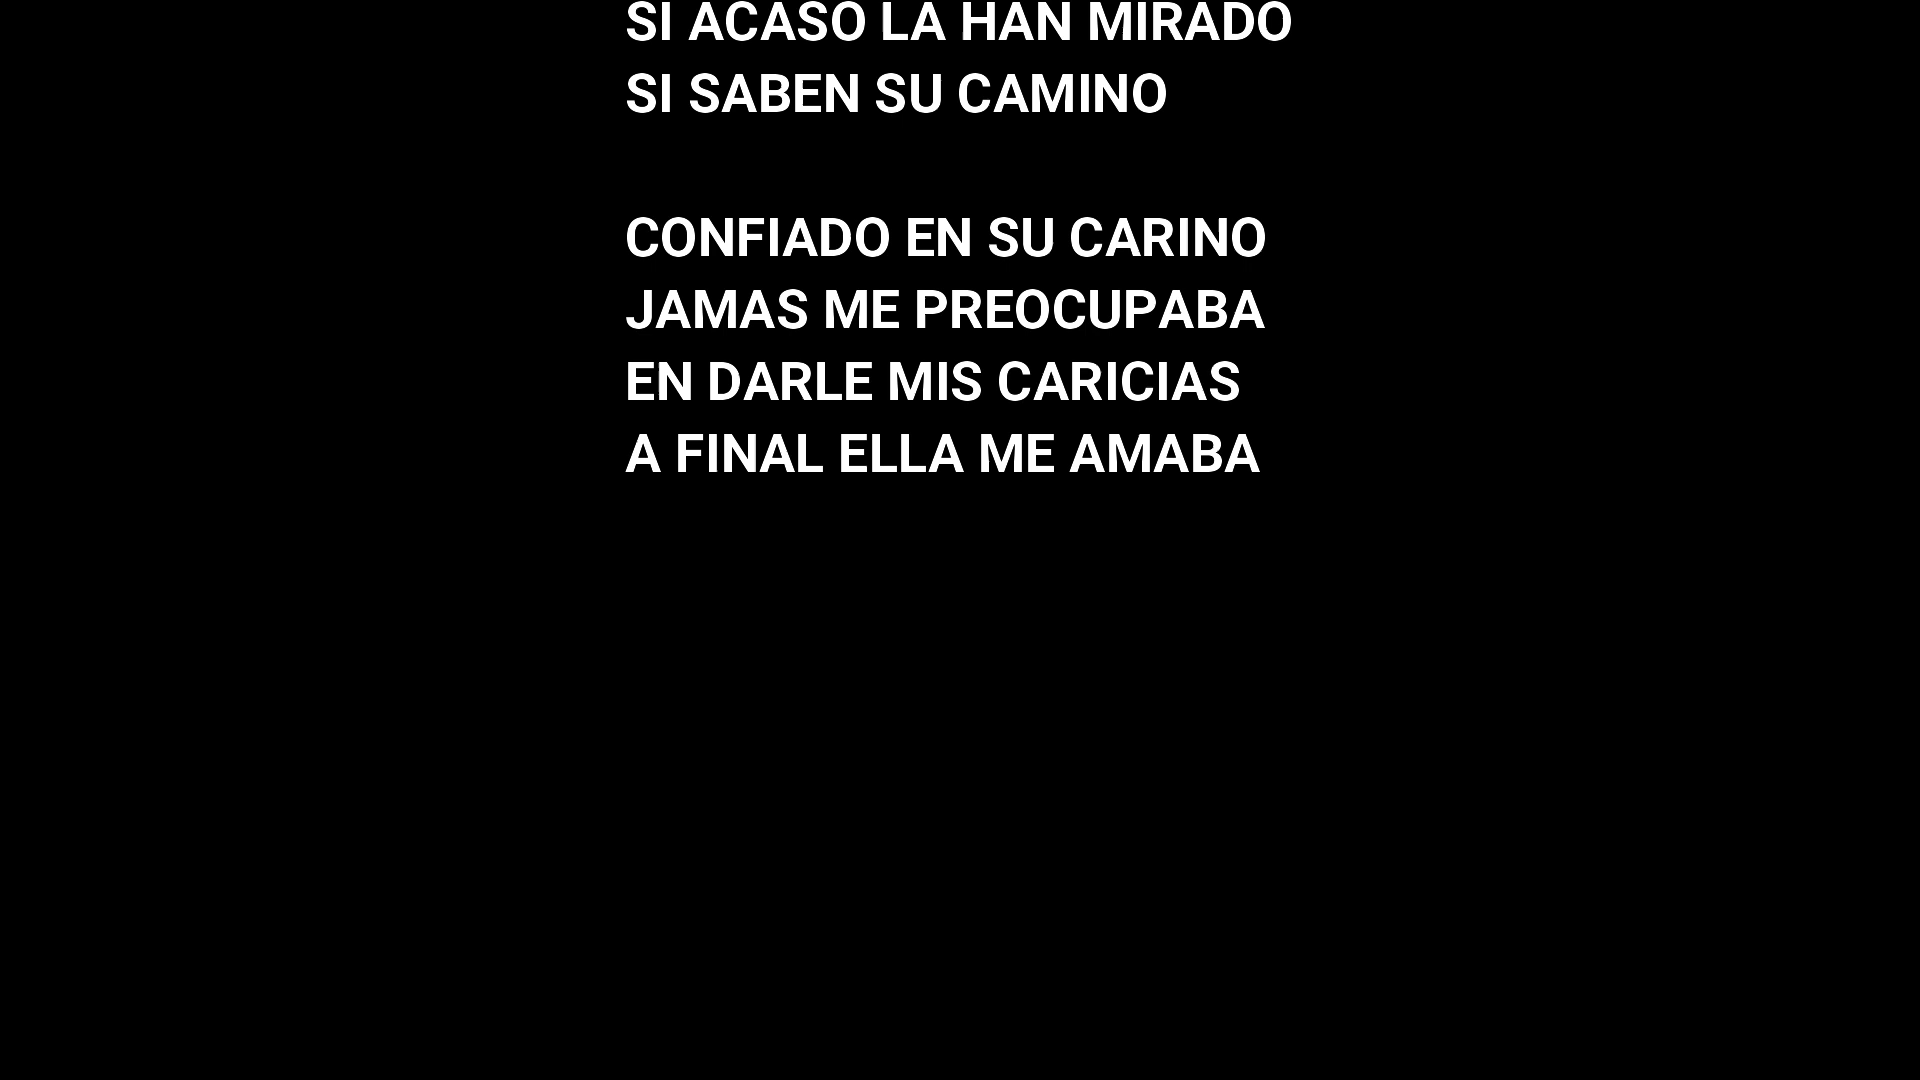 SI ACASO LA HAN MIRADO
SI SABEN SU CAMINO
CONFIADO EN SU CARINO
JAMAS ME PREOCUPABA
EN DARLE MIS CARICIAS
A FINAL ELLA ME AMABA